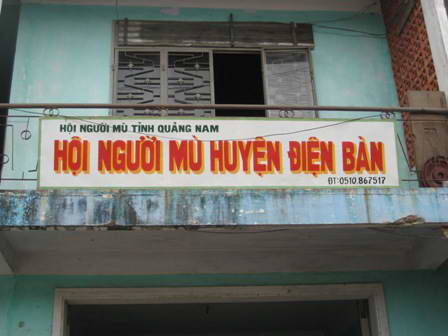 HỘI NGƯỜI MÙ TỈNH QUẢNG NAM
HỘI NGƯỜI MÙ HUYỆN ĐIỆN BÀN
ĐT:0510.867517